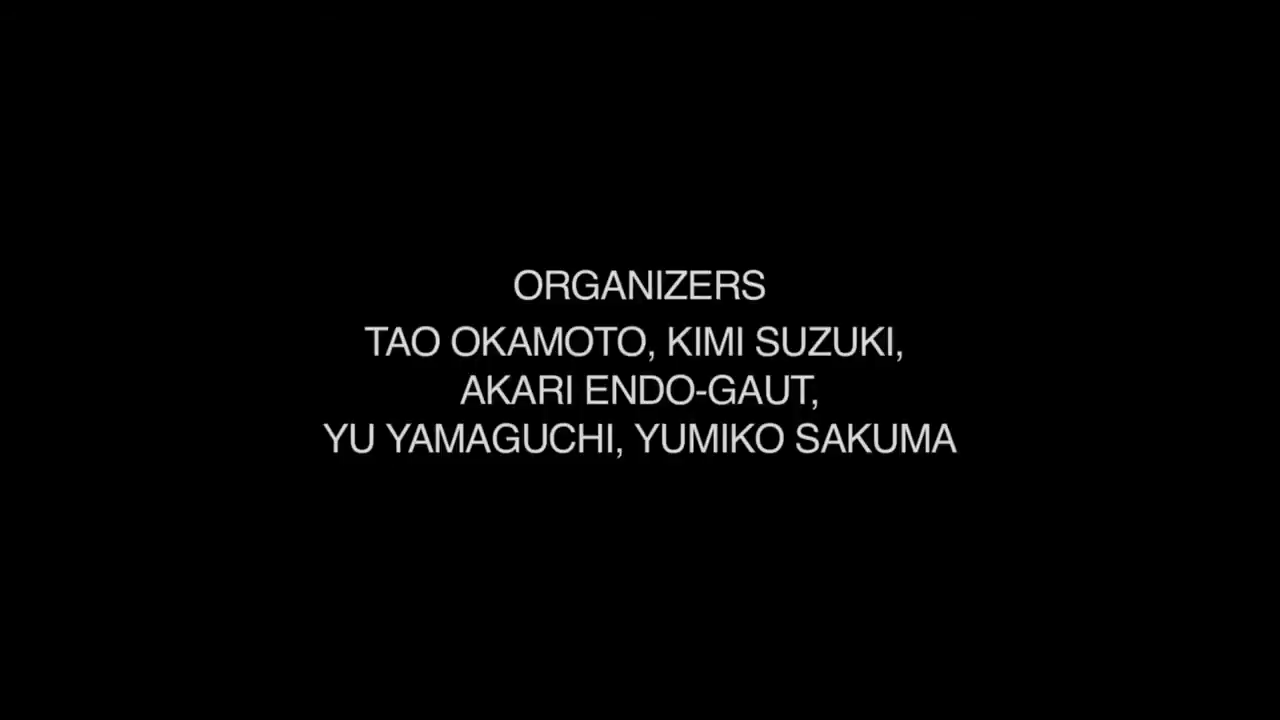 ORGANIZERS
TAO OKAMOTO, KIMI SUZUKI,
AKARI ENDO-GAUT,
YU YAMAGUCHI, YUMIKO SAKUMA